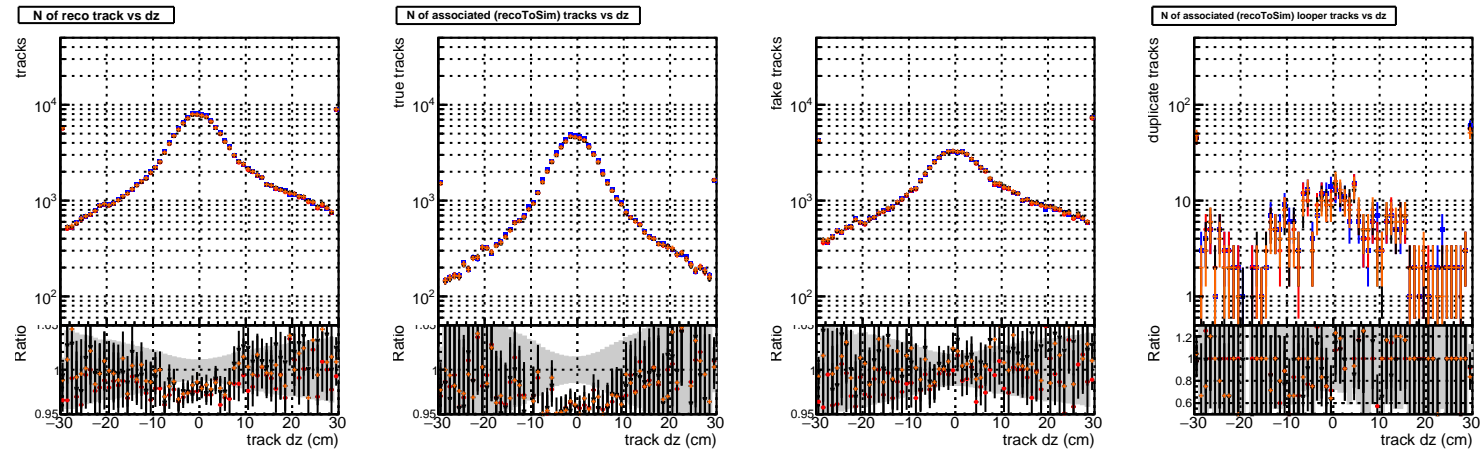 N of reco track vs dz
tracks
10^4
10^3
10^2
Ratio
1
0.95
−30 −20 −10 0 10 20 30
track dz (cm)
N of associated (recoToSim) tracks vs dz
true tracks
10^4
10^3
10^2
Ratio
1
0.95
−30 −20 −10 0 10 20 30
track dz (cm)
fake tracks
10^4
10^3
10^2
Ratio
1
0.95
−30 −20 −10 0 10 20 30
track dz (cm)
N of associated (recoToSim) looper tracks vs dz
duplicate tracks
10^2
10
1
Ratio
1.2
1
0.8
0.6
−30 −20 −10 0 10 20 30
track dz (cm)